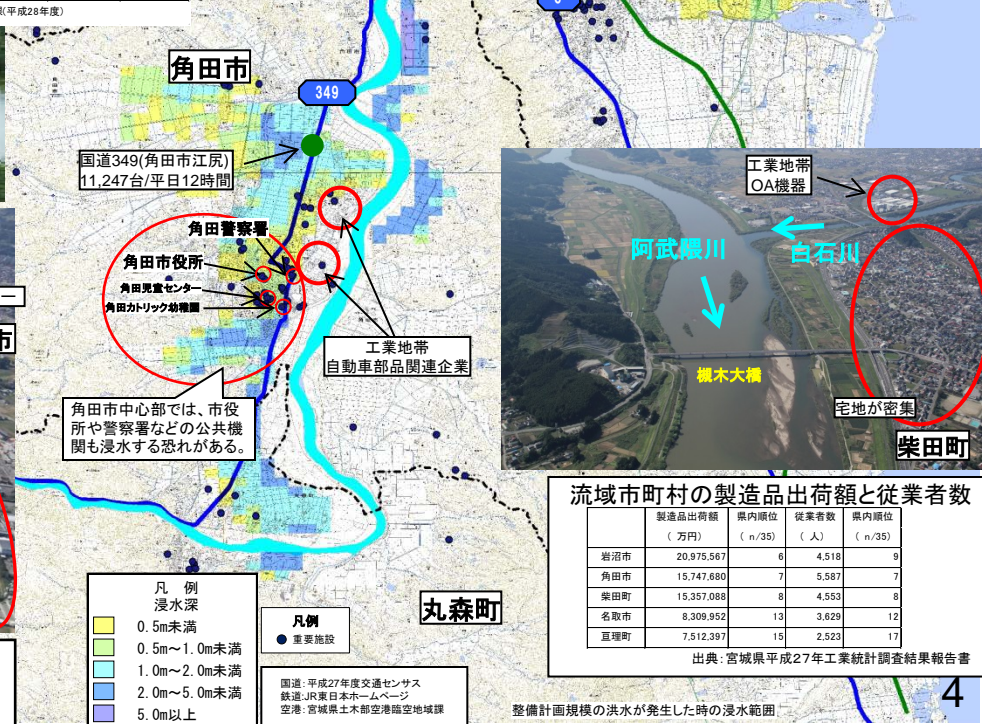 (平成28年度)
角田市
349
国道349(角田市江尻)
11,247台/平日12時間
角田警察署
角田市役所
角田児童センター
角田カトリック幼稚園
工業地帯
自動車部品関連企業
角田市中心部では、市役
所や警察署などの公共機
関も浸水する恐れがある。
市
丸森町
工業地帯
OA機器
阿武隈川
白石川
槻木大橋
宅地が密集
柴田町
流域市町村の製造品出荷額と従業者数
製造品出荷額 県内順位 従業者数 県内順位
(万円) (n/35) (人) (n/35)
岩沼市 20,975,567 6 4,518 9
角田市 15,747,680 7 5,587 7
柴田町 15,357,088 8 4,553 8
名取市 8,309,952 13 3,629 12
亘理町 7,512,397 15 2,523 17
出典:宮城県平成27年工業統計調査結果報告書
凡 例
浸水深
0.5m未満
0.5m~1.0m未満
1.0m~2.0m未満
2.0m~5.0m未満
5.0m以上
凡例
重要施設
国道:平成27年度交通センサス
鉄道:JR東日本ホームページ
空港:宮城県土木部空港臨空地域課
整備計画規模の洪水が発生した時の浸水範囲
4